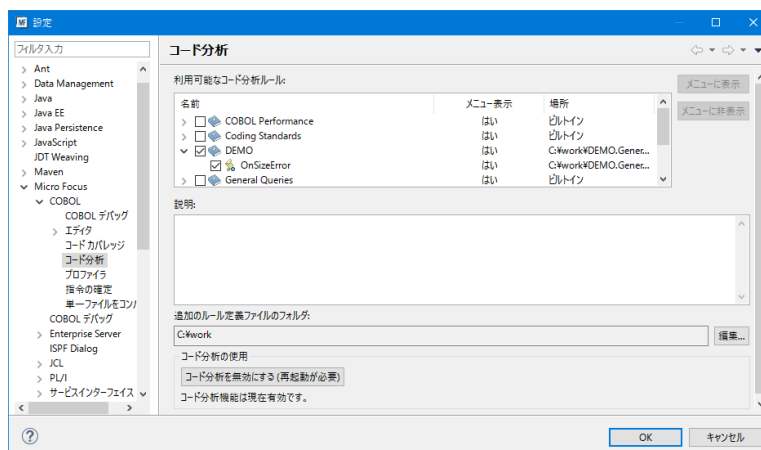 MF 設定
フィルタ入力
Ant
Data Management
Java
Java EE
Java Persistence
JavaScript
JDT Weaving
Maven
Micro Focus
COBOL
COBOL デバッグ
エディタ
コード カバレッジ
コード分析
プロファイラ
指令の確定
単一ファイルをコンパ
COBOL デバッグ
Enterprise Server
ISPF Dialog
JCL
PL/I
サービスインターフェイス
コード分析
利用可能なコード分析ルール:
名前 メニュー表示 場所
COBOL Performance はい ビルトイン
Coding Standards はい ビルトイン
DEMO はい C:¥work¥DEMO.Gener...
OnSizeError はい C:¥work¥DEMO.Gener...
General Queries はい ビルトイン
メニューに表示
メニューに非表示
説明:
追加のルール定義ファイルのフォルダ:
C:¥work
編集...
コード分析の使用
コード分析を無効にする (再起動が必要)
コード分析機能は現在有効です。
?
OK キャンセル